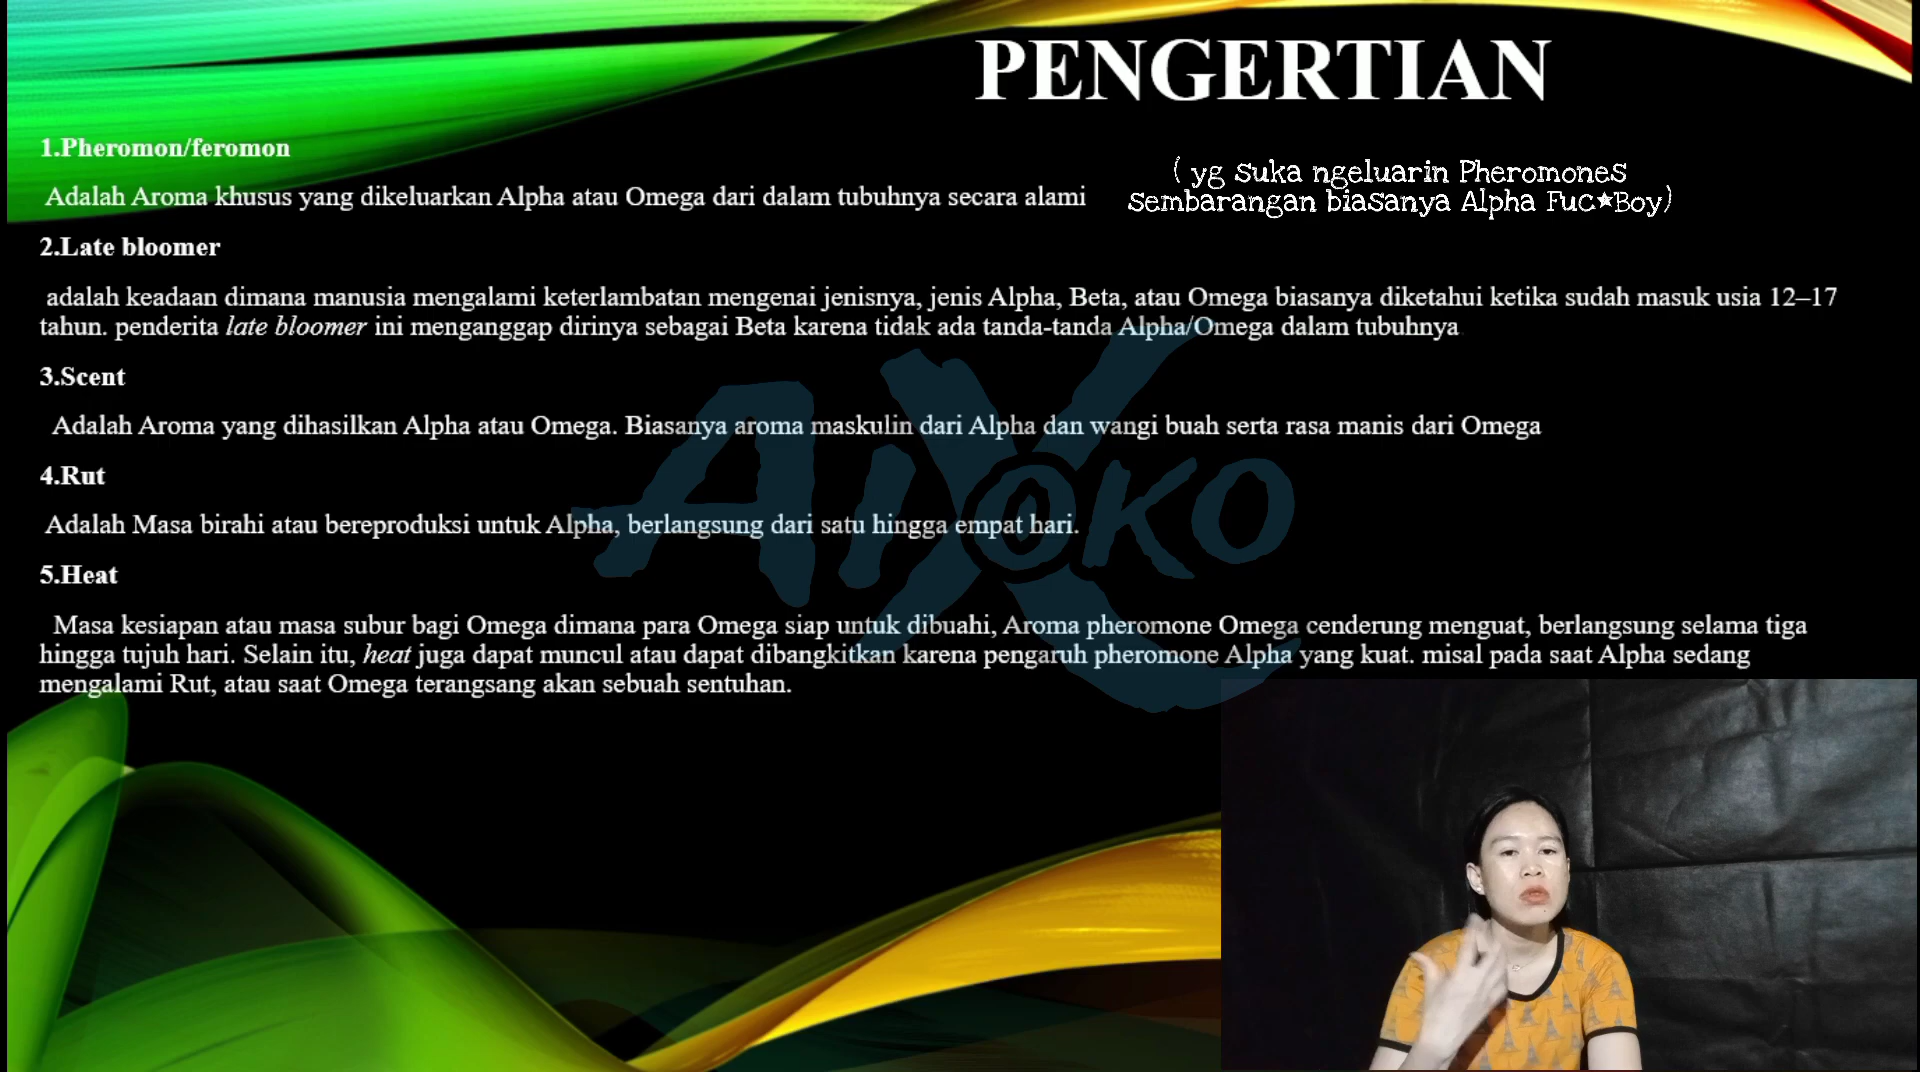 PENGERTIAN
1.Pheromon/feromon
Adalah Aroma khusus yang dikeluarkan Alpha atau Omega dari dalam tubuhnya secara alami
( yg suka ngeluarin Pheromones
sembarangan biasanya Alpha Fuc★Boy)
2.Late bloomer
adalah keadaan dimana manusia mengalami keterlambatan mengenai jenisnya, jenis Alpha, Beta, atau Omega biasanya diketahui ketika sudah masuk usia 12–17
tahun. penderita late bloomer ini menganggap dirinya sebagai Beta karena tidak ada tanda-tanda Alpha/Omega dalam tubuhnya
3.Scent
Adalah Aroma yang dihasilkan Alpha atau Omega. Biasanya aroma maskulin dari Alpha dan wangi buah serta rasa manis dari Omega
4.Rut
Adalah Masa birahi atau bereproduksi untuk Alpha, berlangsung dari satu hingga empat hari.
5.Heat
Masa kesiapan atau masa subur bagi Omega dimana para Omega siap untuk dibuahi, Aroma pheromone Omega cenderung menguat, berlangsung selama tiga
hingga tujuh hari. Selain itu, heat juga dapat muncul atau dapat dibangkitkan karena pengaruh pheromone Alpha yang kuat. misal pada saat Alpha sedang
mengalami Rut, atau saat Omega terangsang akan sebuah sentuhan.